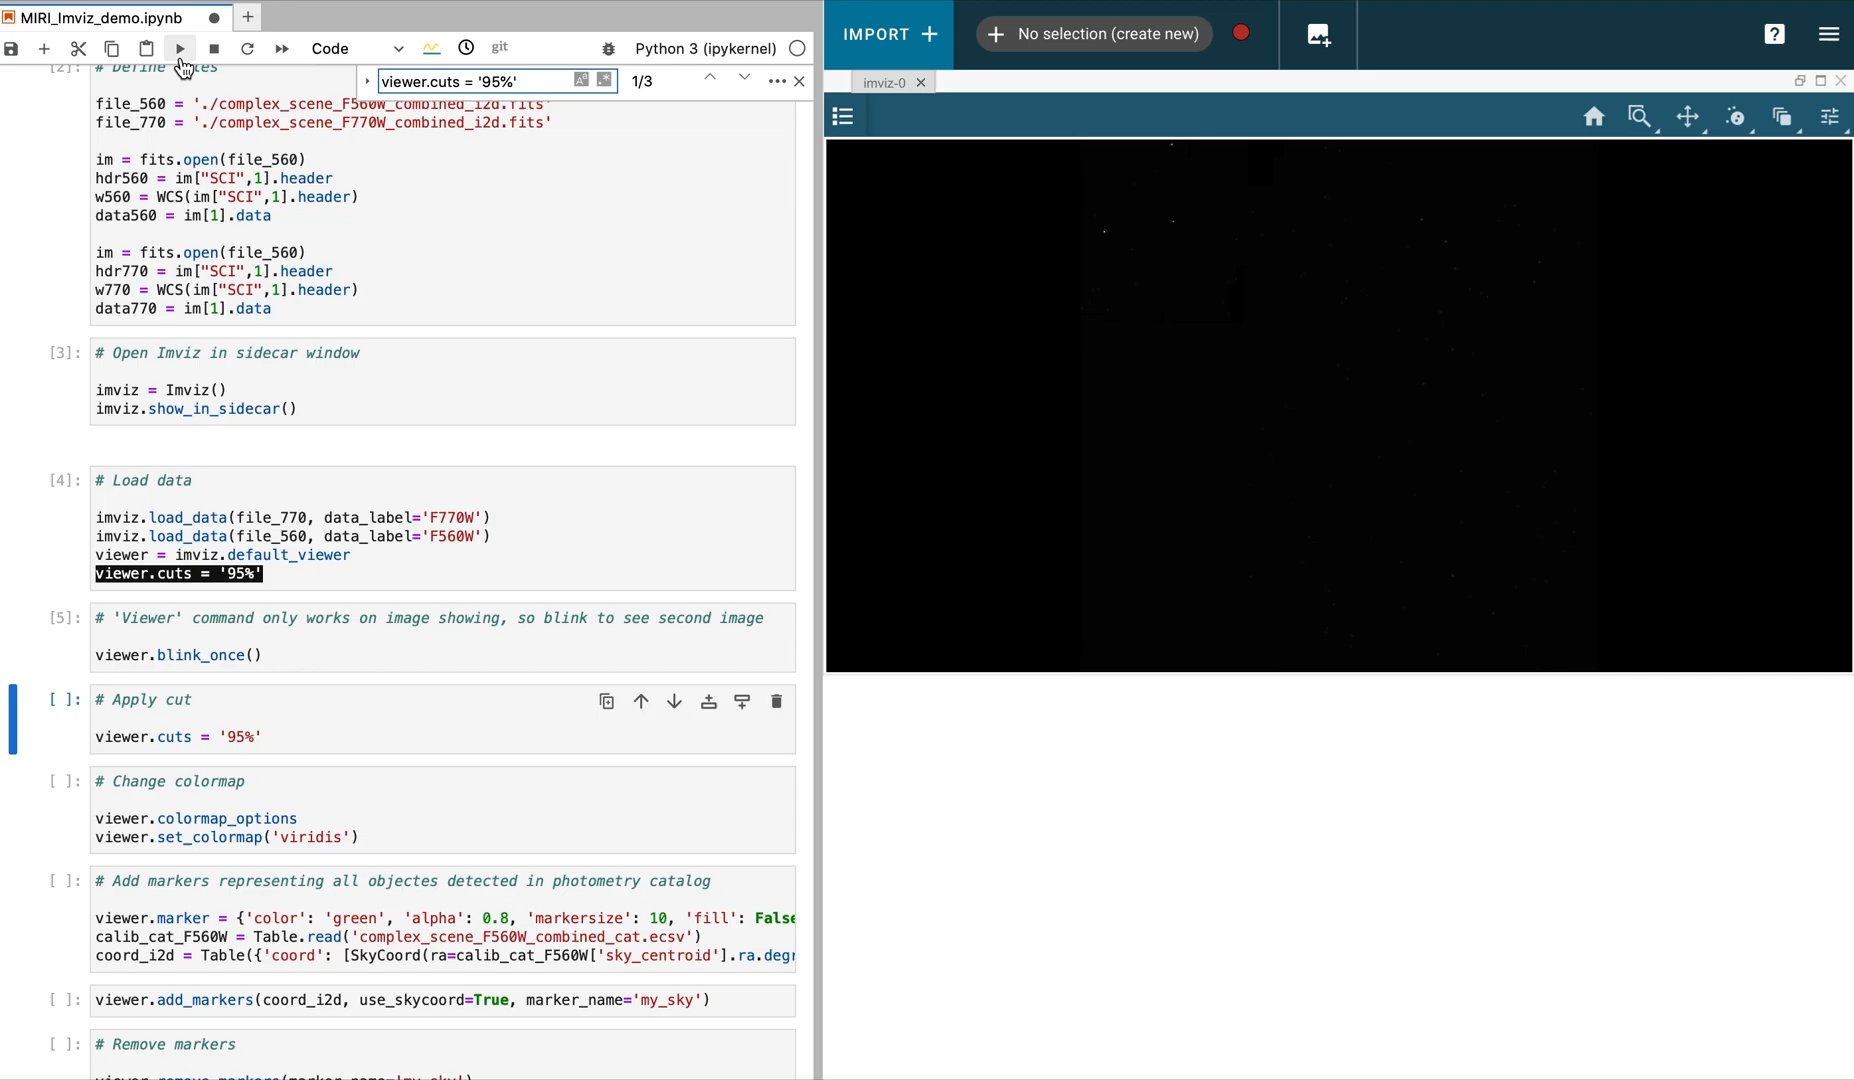 MIRI_Imviz_demo.ipynb
Code
git
Python 3 (ipykernel)
[2]: # Define
viewer.cuts = '95%'
1/3
file_560 = './complex_scene_F560W_combined_i2d.fits'
file_770 = './complex_scene_F770W_combined_i2d.fits'
im = fits.open(file_560)
hdr560 = im["SCI",1].header
w560 = WCS(im["SCI",1].header)
data560 = im[1].data
im = fits.open(file_560)
hdr770 = im["SCI",1].header
w770 = WCS(im["SCI",1].header)
data770 = im[1].data
[3]: # Open Imviz in sidecar window
imviz = Imviz()
imviz.show_in_sidecar()
[4]: # Load data
imviz.load_data(file_770, data_label='F770W')
imviz.load_data(file_560, data_label='F560W')
viewer = imviz.default_viewer
viewer.cuts = '95%'
[5]: # 'Viewer' command only works on image showing, so blink to see second image
viewer.blink_once()
[ ]: # Apply cut
viewer.cuts = '95%'
[ ]: # Change colormap
viewer.colormap_options
viewer.set_colormap('viridis')
[ ]: # Add markers representing all objectes detected in photometry catalog
viewer.marker = {'color': 'green', 'alpha': 0.8, 'markersize': 10, 'fill': False
calib_cat_F560W = Table.read('complex_scene_F560W_combined_cat.ecsv')
coord_i2d = Table({'coord': [SkyCoord(ra=calib_cat_F560W['sky_centroid'].ra.degr
[ ]: viewer.add_markers(coord_i2d, use_skycoord=True, marker_name='my_sky')
[ ]: # Remove markers
viewer.remove_markers(marker_name='my_sky')
IMPORT +
No selection (create new)
imviz-0